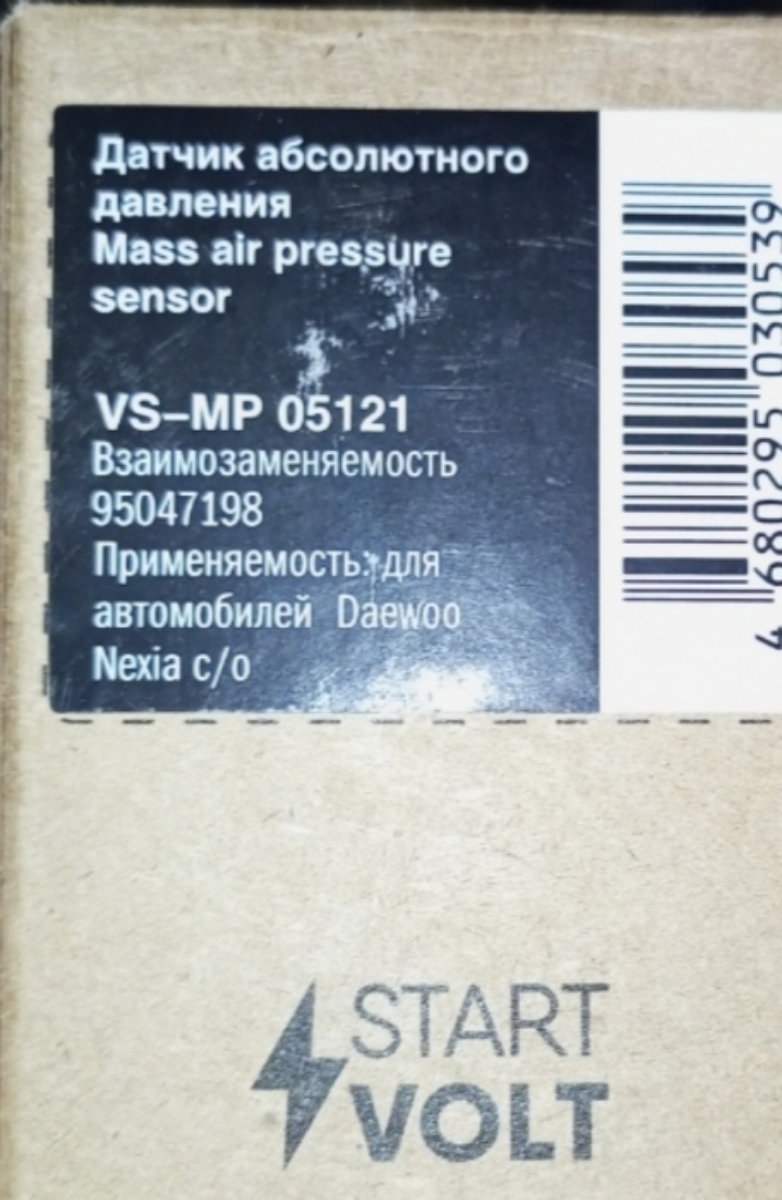 Датчик абсолютного
давления
Mass air pressure
sensor
VS–MP 05121
Взаимозаменяемость
95047198
Применяемость: для
автомобилей Daewoo
Nexia c/o
4 680295 030539
START
VOLT